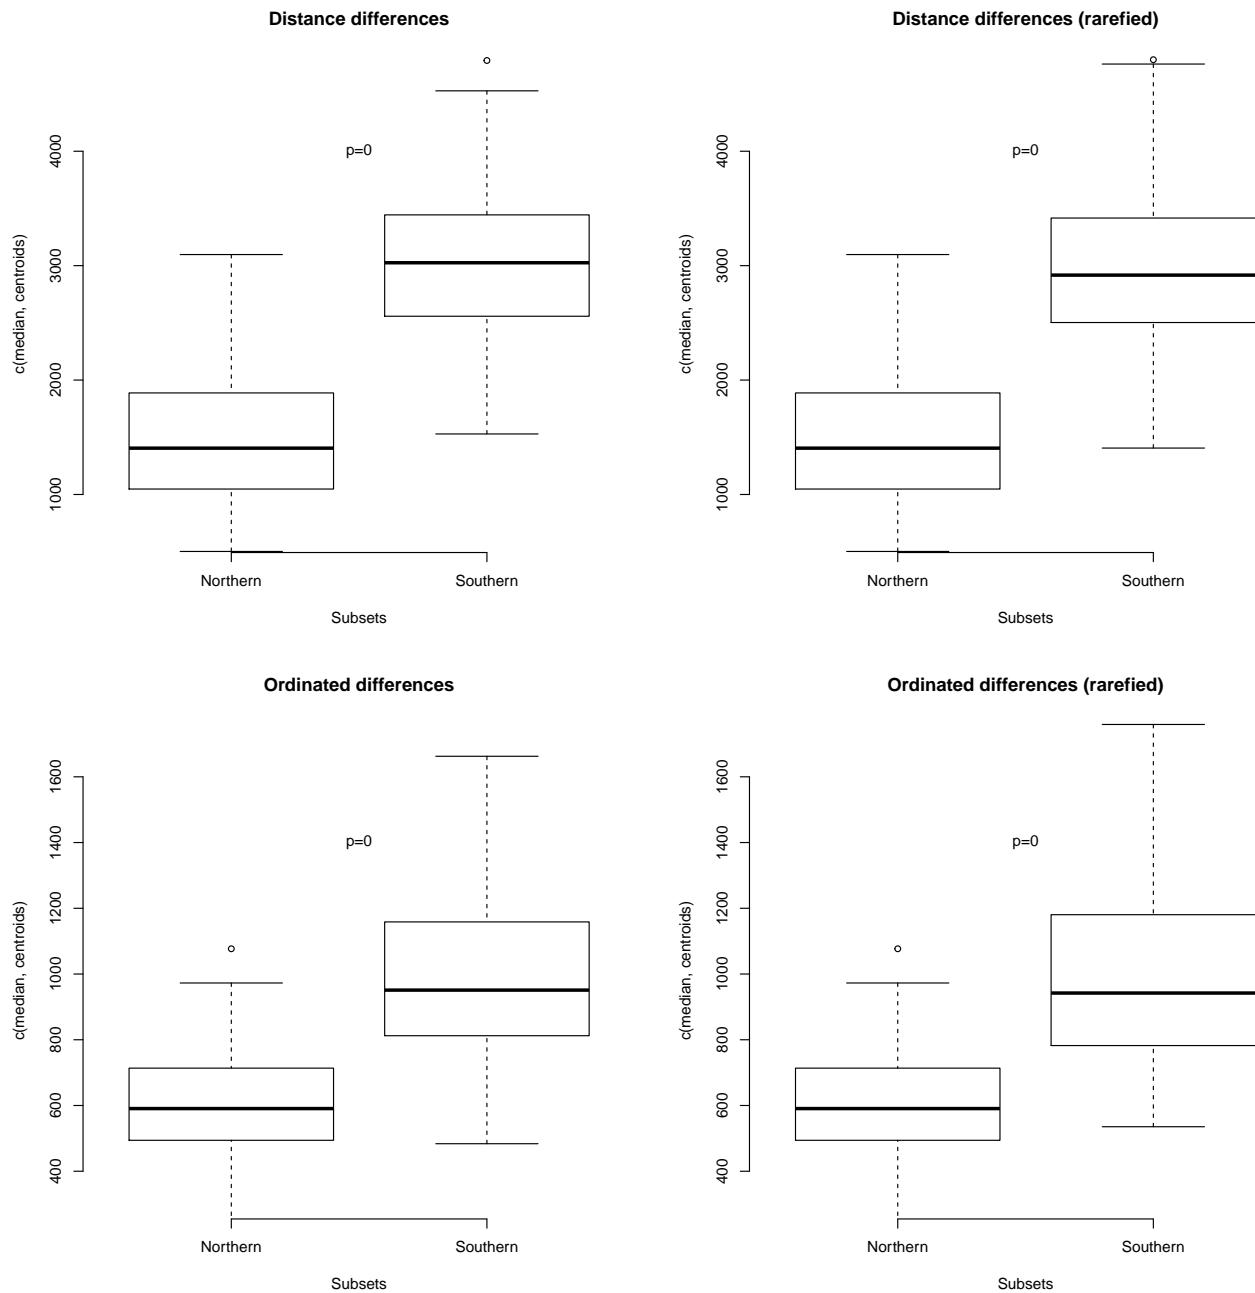 Distance differences
c(median, centroids)
4000
3000
2000
1000
p=0
Northern
Southern
Subsets
Distance differences (rarefied)
c(median, centroids)
4000
3000
2000
1000
p=0
Northern
Southern
Subsets
Ordinated differences
c(median, centroids)
1600
1400
1200
1000
800
600
400
p=0
Northern
Southern
Subsets
Ordinated differences (rarefied)
c(median, centroids)
1600
1400
1200
1000
800
600
400
p=0
Northern
Southern
Subsets